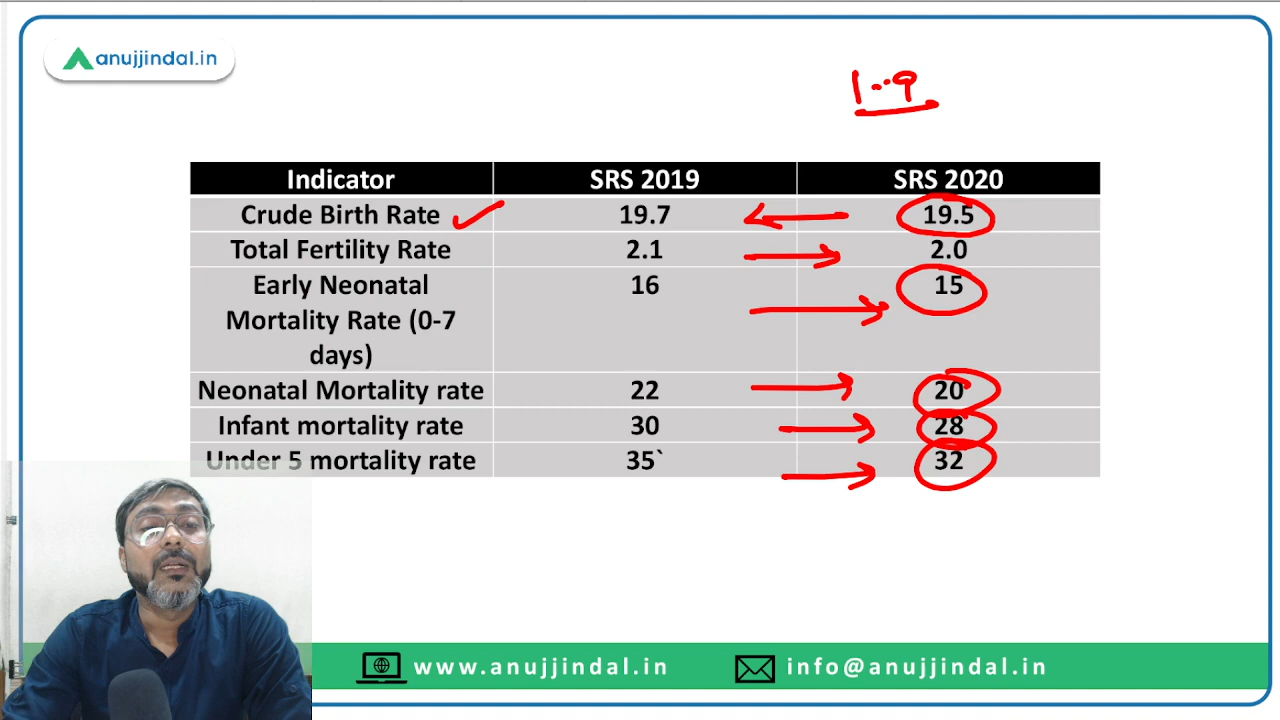 anujjindal.in
1--9
Indicator SRS 2019 SRS 2020
Crude Birth Rate 19.7 19.5
Total Fertility Rate 2.1 2.0
Early Neonatal 16 15
Mortality Rate (0-7
days)
Neonatal Mortality rate 22 20
Infant mortality rate 30 28
Under 5 mortality rate 35` 32
www.anujjindal.in info@anujjindal.in